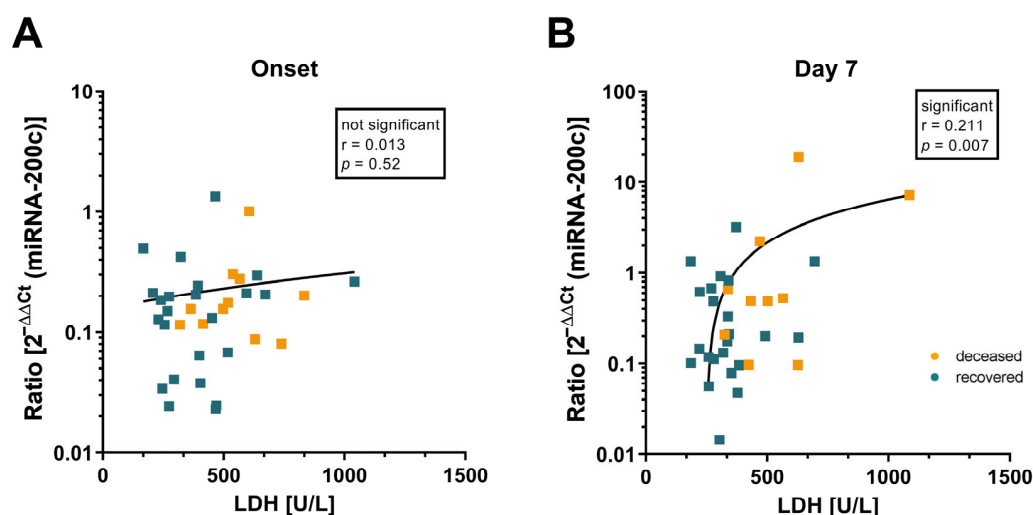 A
Onset
Ratio [2⁻ΔΔCt (miRNA-200c)]
10
1
0.1
0.01
not significant
r = 0.013
p = 0.52
0
500
1000
1500
LDH [U/L]
B
Day 7
Ratio [2⁻ΔΔCt (miRNA-200c)]
100
10
1
0.1
0.01
significant
r = 0.211
p = 0.007
deceased
recovered
0
500
1000
1500
LDH [U/L]